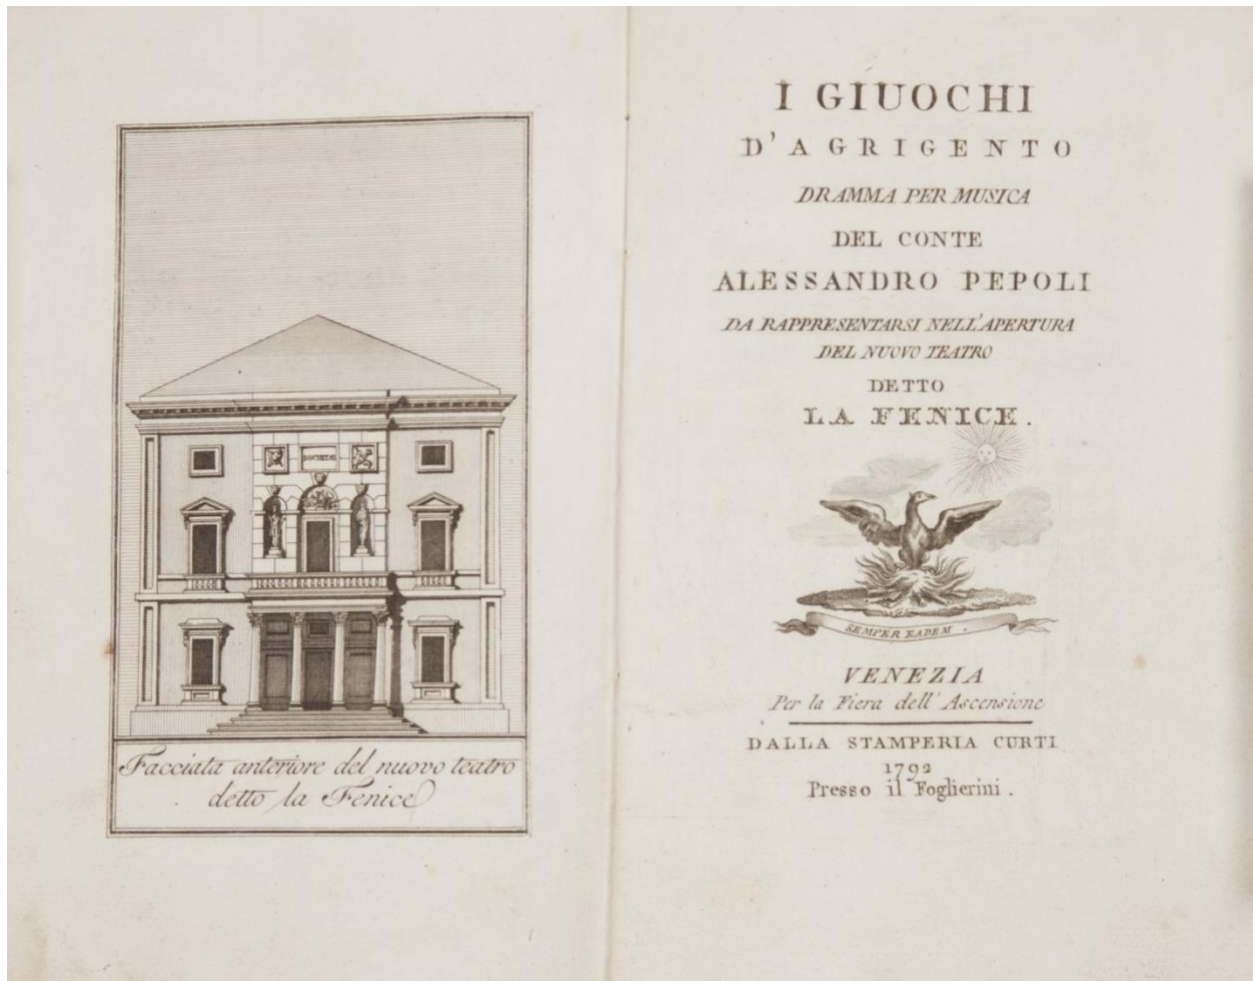 Facciata anteriore del nuovo teatro
detto la Fenice
SOCIETAS
I GIUOCHI
D'AGRIGENTO
DRAMMA PER MUSICA
DEL CONTE
ALESSANDRO PEPOLI
DA RAPPRESENTARSI NELL'APERTURA
DEL NUOVO TEATRO
DETTO
LA FENICE.
SEMPER EADEM.
VENEZIA
Per la Fiera dell' Ascensione
DALLA STAMPERIA CURTI
1792
Presso il Foglierini.